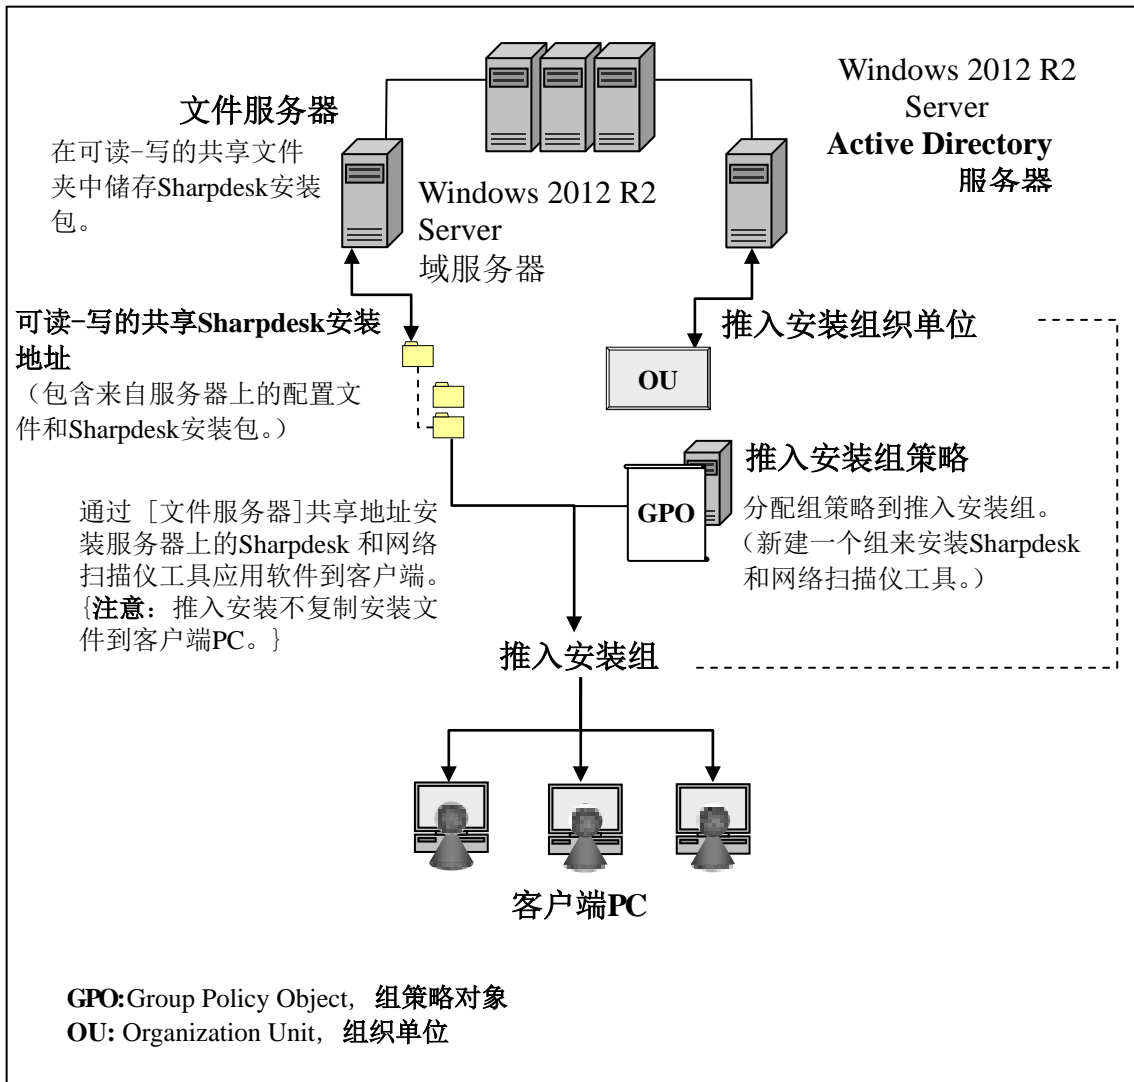 文件服务器
在可读-写的共享文件
夹中储存Sharpdesk安装
包。
Windows 2012 R2
Server
域服务器
Windows 2012 R2
Server
Active Directory
服务器
可读-写的共享Sharpdesk安装
地址
（包含来自服务器上的配置文
件和Sharpdesk安装包。）
推入安装组织单位
OU
推入安装组策略
GPO
分配组策略到推入安装组。
（新建一个组来安装Sharpdesk
和网络扫描仪工具。）
通过 [文件服务器]共享地址安
装服务器上的Sharpdesk 和网络
扫描仪工具应用软件到客户端。
{注意：推入安装不复制安装文
件到客户端PC。}
推入安装组
客户端PC
GPO:Group Policy Object，组策略对象
OU: Organization Unit，组织单位